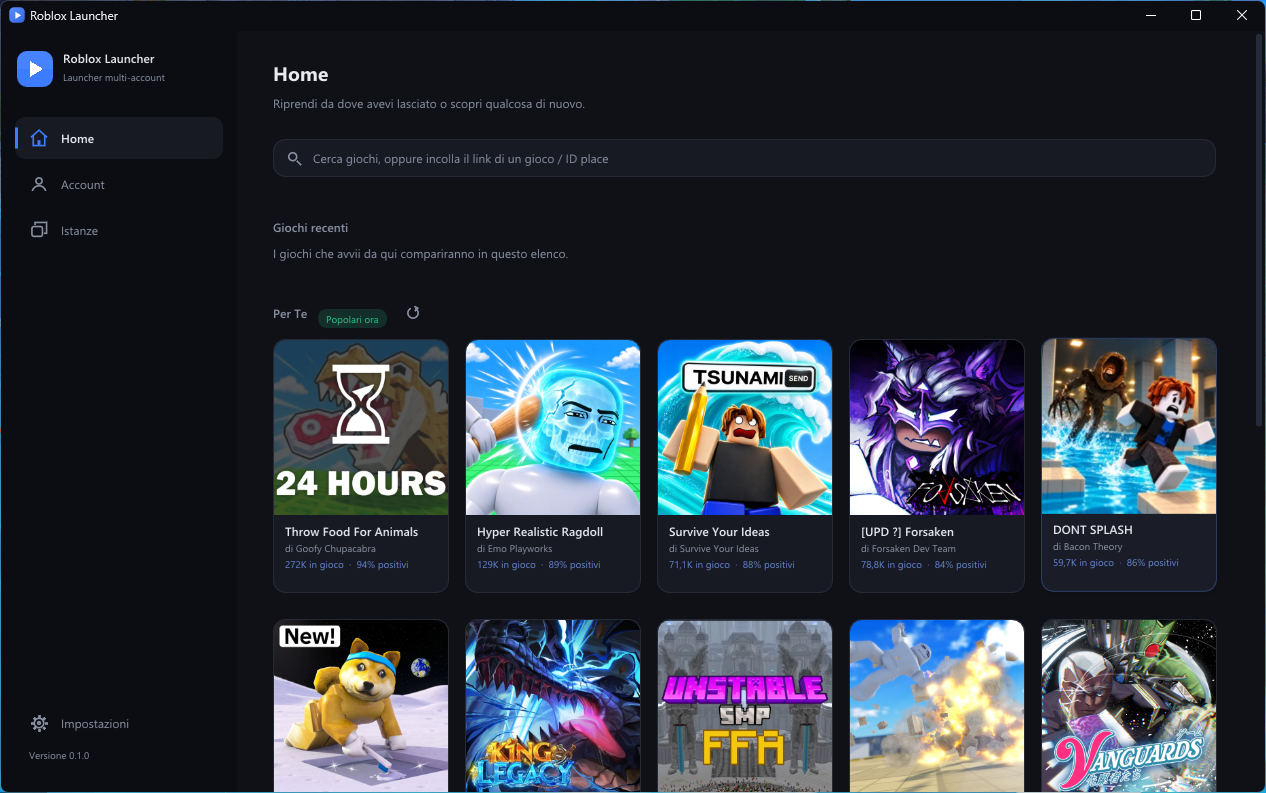 Roblox Launcher
Roblox Launcher
Launcher multi-account
Home
Account
Istanze
Impostazioni
Versione 0.1.0
Home
Riprendi da dove avevi lasciato o scopri qualcosa di nuovo.
Cerca giochi, oppure incolla il link di un gioco / ID place
Giochi recenti
I giochi che avvii da qui compariranno in questo elenco.
Per Te
Popolari ora
24 HOURS
Throw Food For Animals
di Goofy Chupacabra
272K in gioco · 94% positivi
Hyper Realistic Ragdoll
di Emo Playworks
129K in gioco · 89% positivi
TSUNAMI
SEND
Survive Your Ideas
di Survive Your Ideas
71,1K in gioco · 88% positivi
FORSAKEN
[UPD ?] Forsaken
di Forsaken Dev Team
78,8K in gioco · 84% positivi
DONT SPLASH
di Bacon Theory
59,7K in gioco · 86% positivi
New!
KING
LEGACY
UNSTABLE
SMP
FFA
VANGUARDS